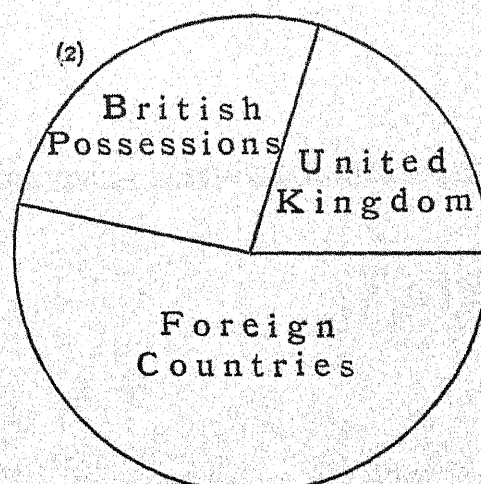 (2)
British
Possessions
United
Kingdom
Foreign
Countries